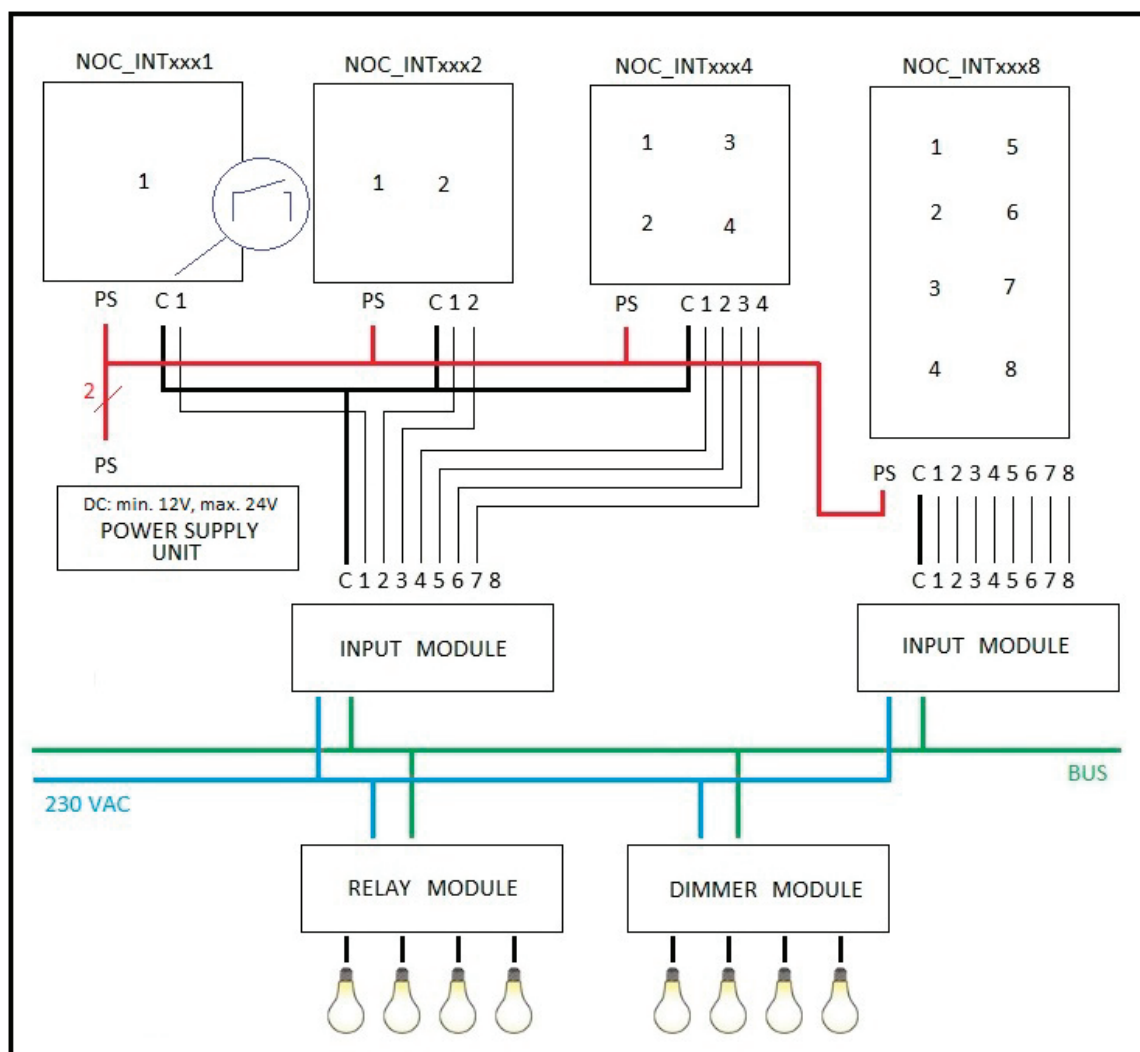 NOC_INTxxx1
NOC_INTxxx2
NOC_INTxxx4
NOC_INTxxx8
1
1 2
1 3
2 4
1 5
2 6
3 7
4 8
PS C 1
PS C 1 2
PS C 1 2 3 4
2
PS
PS C 1 2 3 4 5 6 7 8
DC: min. 12V, max. 24V
POWER SUPPLY
UNIT
C 1 2 3 4 5 6 7 8
C 1 2 3 4 5 6 7 8
INPUT MODULE
INPUT MODULE
BUS
230 VAC
RELAY MODULE
DIMMER MODULE